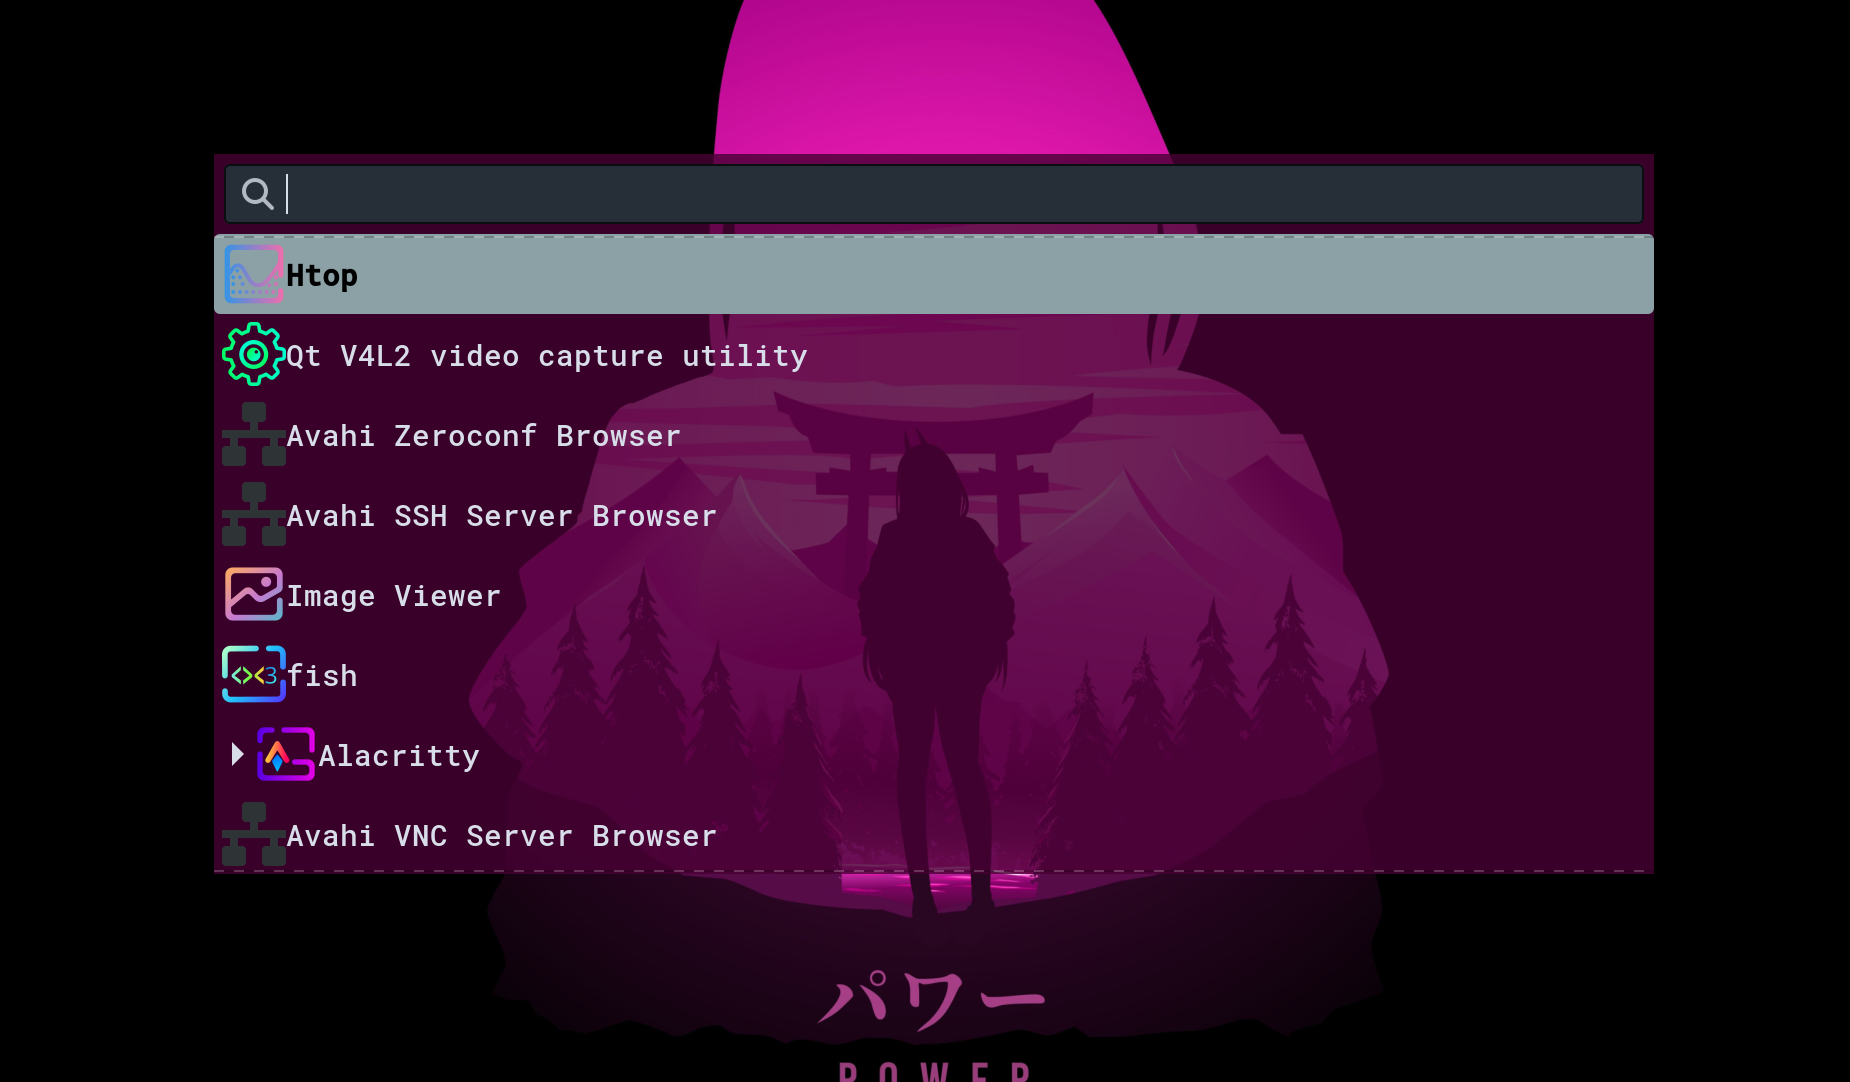 Htop
Qt V4L2 video capture utility
Avahi Zeroconf Browser
Avahi SSH Server Browser
Image Viewer
<><3
fish
Alacritty
Avahi VNC Server Browser
パワー
POWER